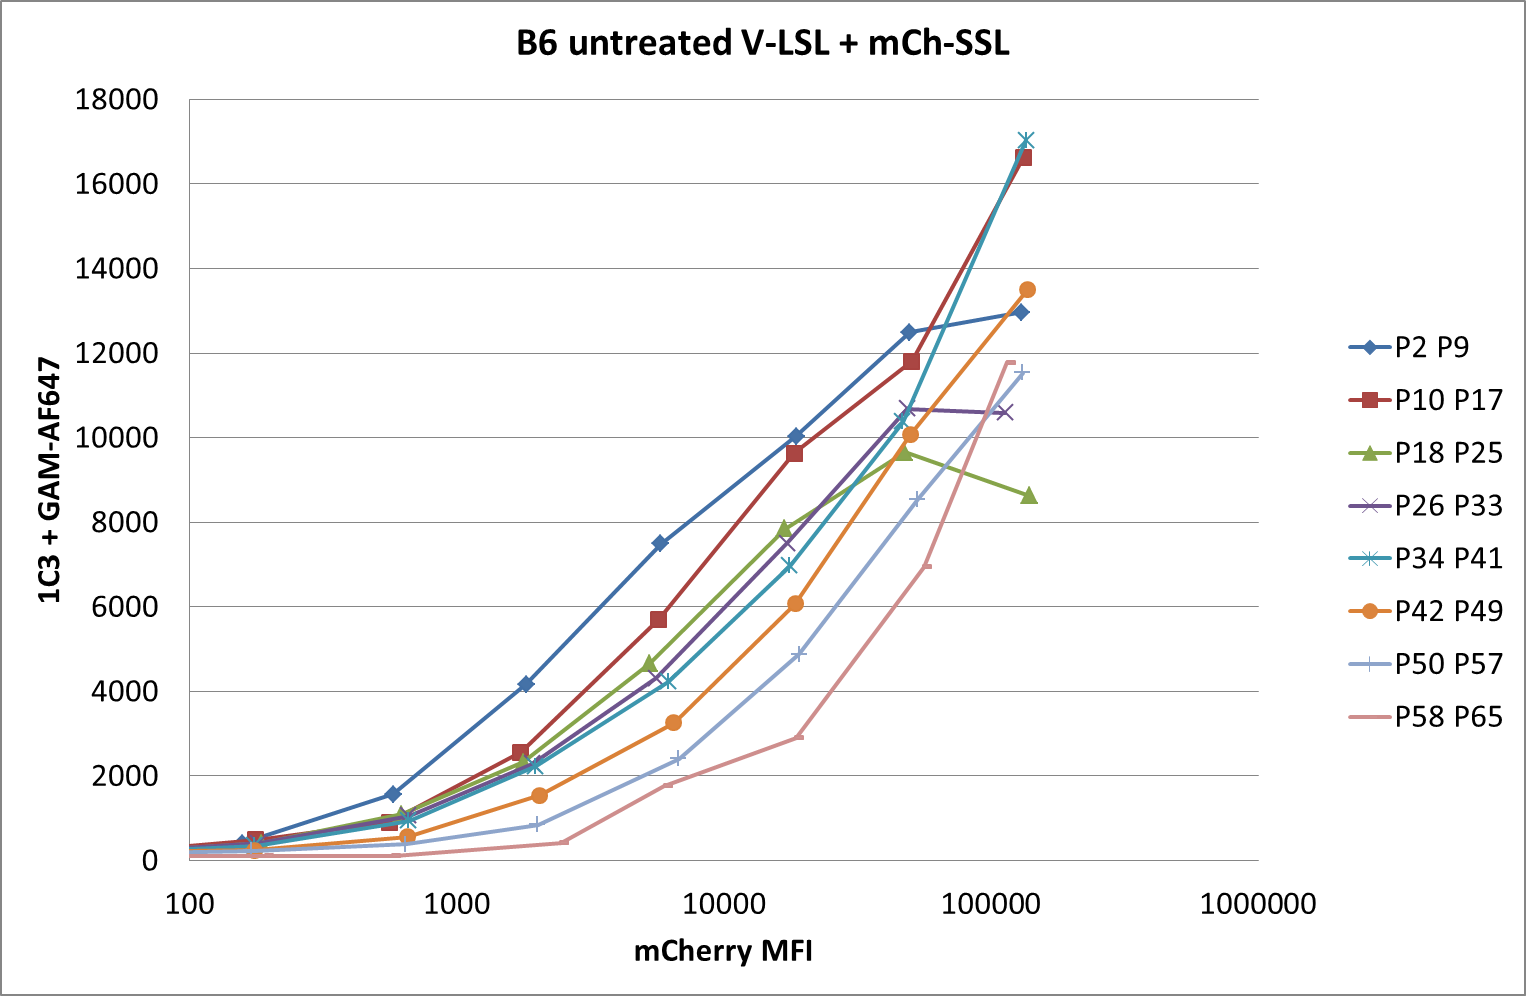 B6 untreated V-LSL + mCh-SSL
18000
16000
14000
12000
10000
8000
6000
4000
2000
0
1C3 + GAM-AF647
100 1000 10000 100000 1000000
mCherry MFI
P2 P9
P10 P17
P18 P25
P26 P33
P34 P41
P42 P49
P50 P57
P58 P65